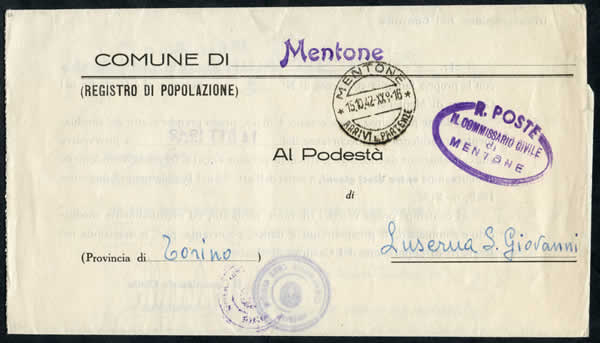 COMUNE DI Mentone
(REGISTRO DI POPOLAZIONE)
MENTONE
* 15.10.42-XX°-16 *
ARRIVI E PARTENZE
R. POSTE
IL COMMISSARIO CIVILE
di
MENTONE
Al Podestà
di
Luserna S. Giovanni
(Provincia di Torino )